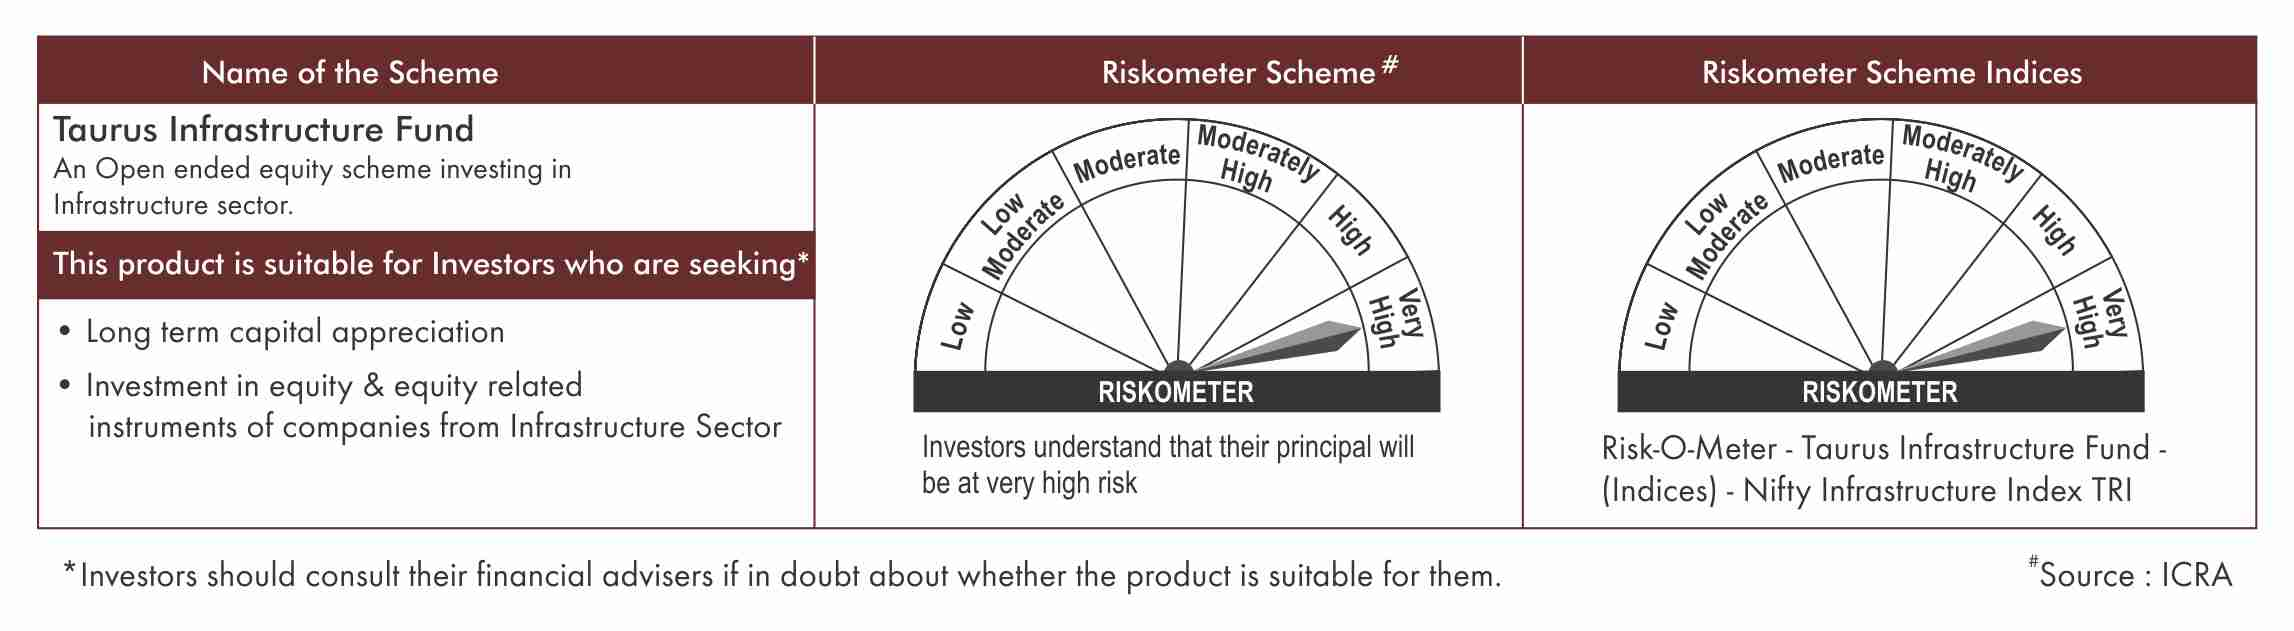 Name of the Scheme
Riskometer Scheme #
Riskometer Scheme Indices
Taurus Infrastructure Fund
An Open ended equity scheme investing in
Infrastructure sector.
This product is suitable for Investors who are seeking*
• Long term capital appreciation
• Investment in equity & equity related
instruments of companies from Infrastructure Sector
Low
Low
Moderate
Moderate
Moderately
High
High
Very
High
RISKOMETER
Investors understand that their principal will
be at very high risk
Low
Low
Moderate
Moderate
Moderately
High
High
Very
High
RISKOMETER
Risk-O-Meter - Taurus Infrastructure Fund -
(Indices) - Nifty Infrastructure Index TRI
*Investors should consult their financial advisers if in doubt about whether the product is suitable for them.
#Source : ICRA